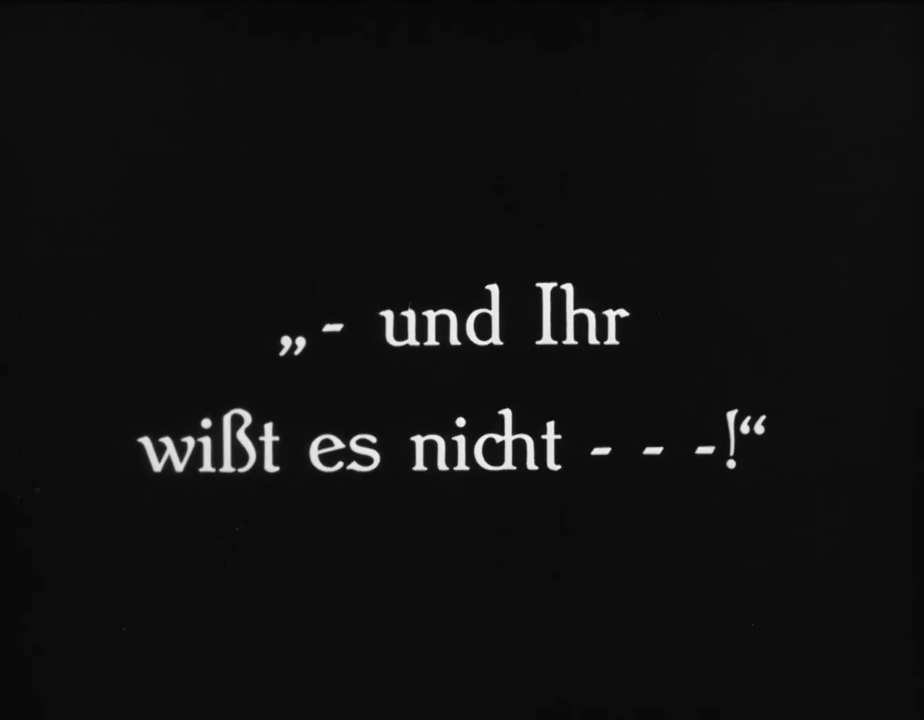 „- und Ihr
wißt es nicht - - -!“